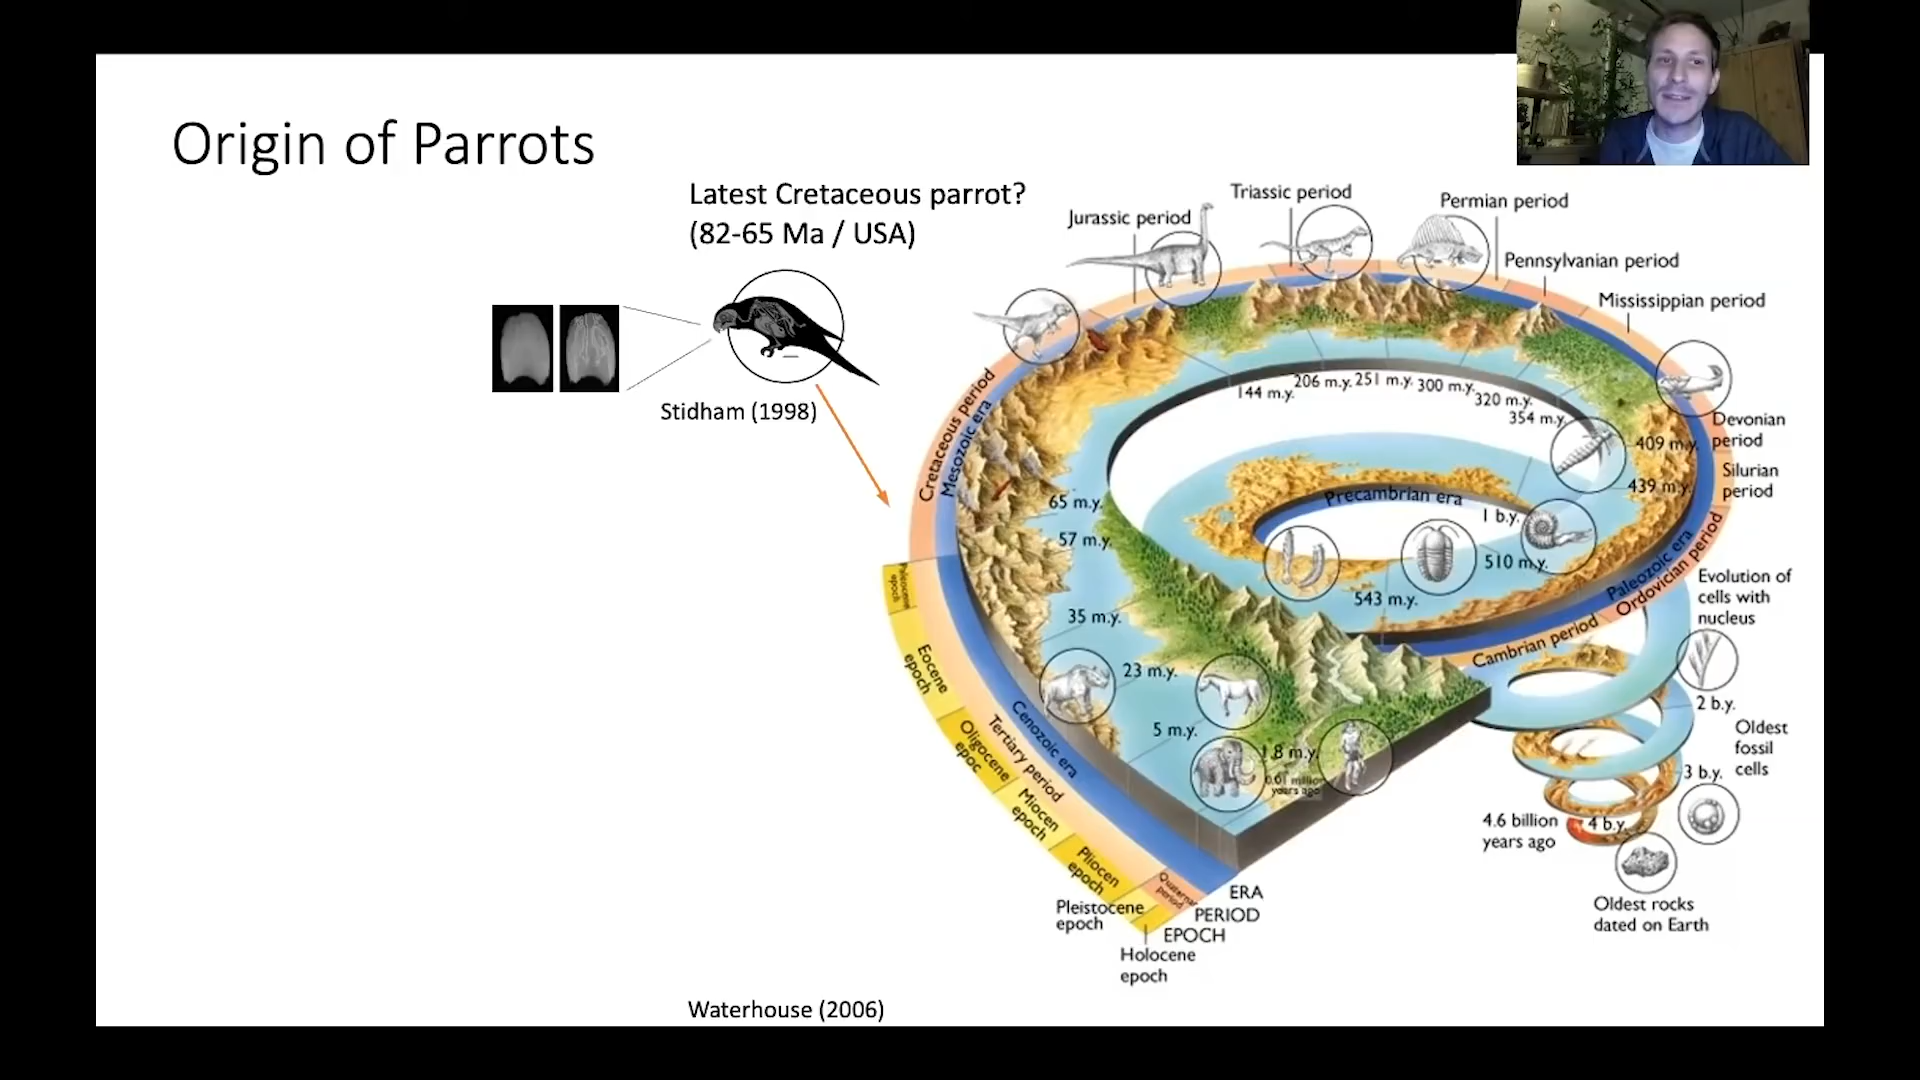 Origin of Parrots
Latest Cretaceous parrot?
(82-65 Ma / USA)
Stidham (1998)
Triassic period
Jurassic period
Permian period
Pennsylvanian period
Mississippian period
Devonian
period
Silurian
period
Cretaceous period
Mesozoic era
144 m.y.
206 m.y.
251 m.y.
300 m.y.
320 m.y.
354 m.y.
409 m.y.
439 m.y.
Precambrian era
1 b.y.
510 m.y.
543 m.y.
65 m.y.
57 m.y.
35 m.y.
23 m.y.
5 m.y.
1.8 m.y.
0.01 million
years ago
Paleozoic era
Ordovician period
Cambrian period
Evolution of
cells with
nucleus
2 b.y.
Oldest
fossil
cells
3 b.y.
4 b.y.
4.6 billion
years ago
Oldest rocks
dated on Earth
Paleocene
epoch
Eocene
epoch
Oligocene
epoc
Miocen
epoch
Pliocen
epoch
Cenozoic era
Tertiary period
Quaternary
period
Pleistocene
epoch
Holocene
epoch
ERA
PERIOD
EPOCH
Waterhouse (2006)